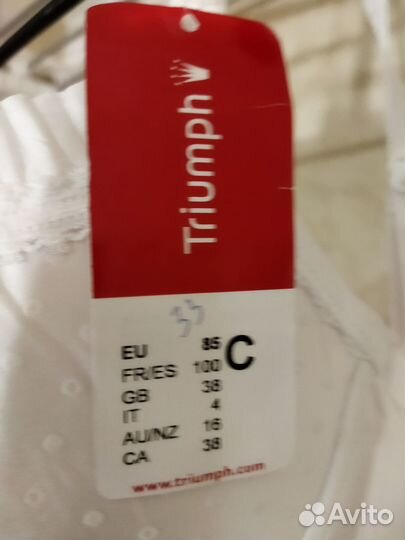 Triumph
33
EU 85 C
FR/ES 100
GB 38
IT 4
AU/NZ 16
CA 38
www.triumph.com
Avito